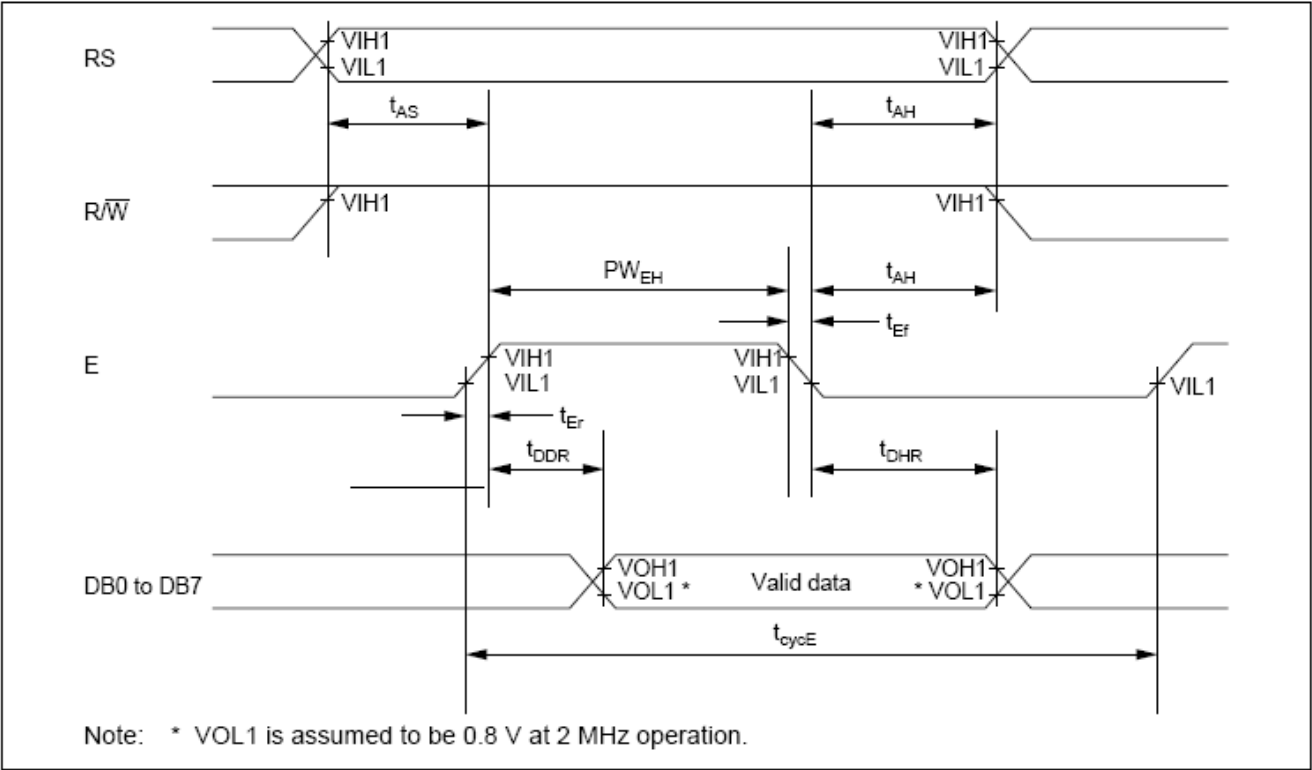 RS
VIH1
VIL1
VIH1
VIL1
tAS
tAH
R/W̅
VIH1
VIH1
PWEH
tAH
tEf
E
VIH1
VIL1
VIH1
VIL1
VIL1
tEr
tDDR
tDHR
DB0 to DB7
VOH1
VOL1 *
Valid data
VOH1
* VOL1
tcycE
Note: * VOL1 is assumed to be 0.8 V at 2 MHz operation.